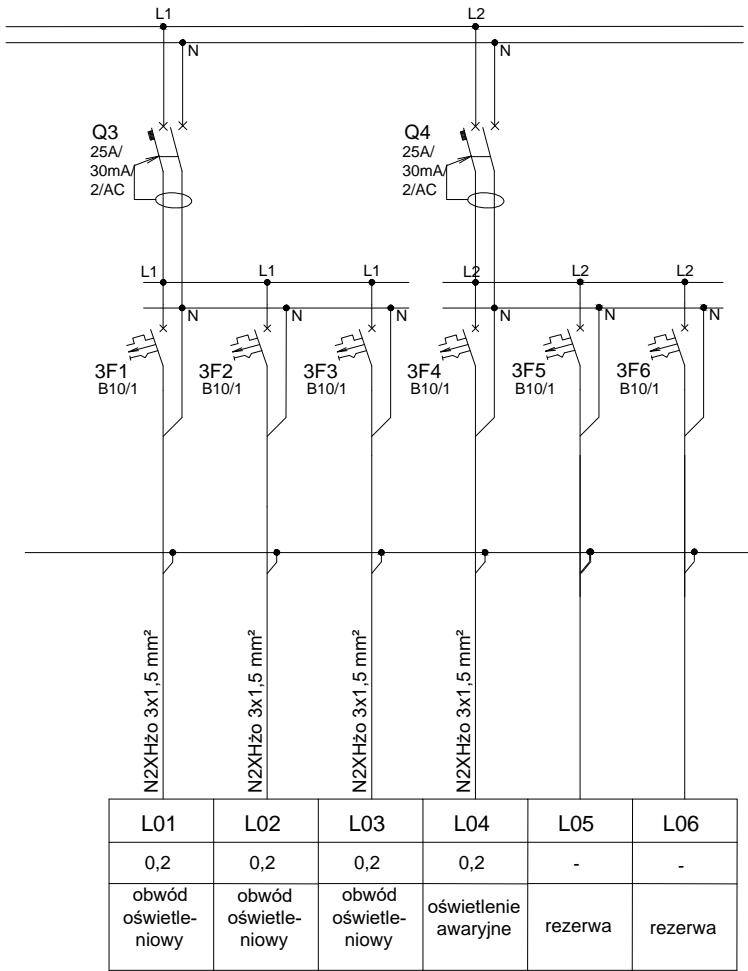 L1 L2
N N
Q3 Q4
25A/ 25A/
30mA/ 30mA/
2/AC 2/AC
L1 L1 L1 L2 L2 L2
N N N N N N
3F1 3F2 3F3 3F4 3F5 3F6
B10/1 B10/1 B10/1 B10/1 B10/1 B10/1
N2XHżo 3x1,5 mm²
N2XHżo 3x1,5 mm²
N2XHżo 3x1,5 mm²
N2XHżo 3x1,5 mm²
L01 L02 L03 L04 L05 L06
0,2 0,2 0,2 0,2 - -
obwód
oświetle-
niowy
obwód
oświetle-
niowy
obwód
oświetle-
niowy
oświetlenie
awaryjne
rezerwa
rezerwa